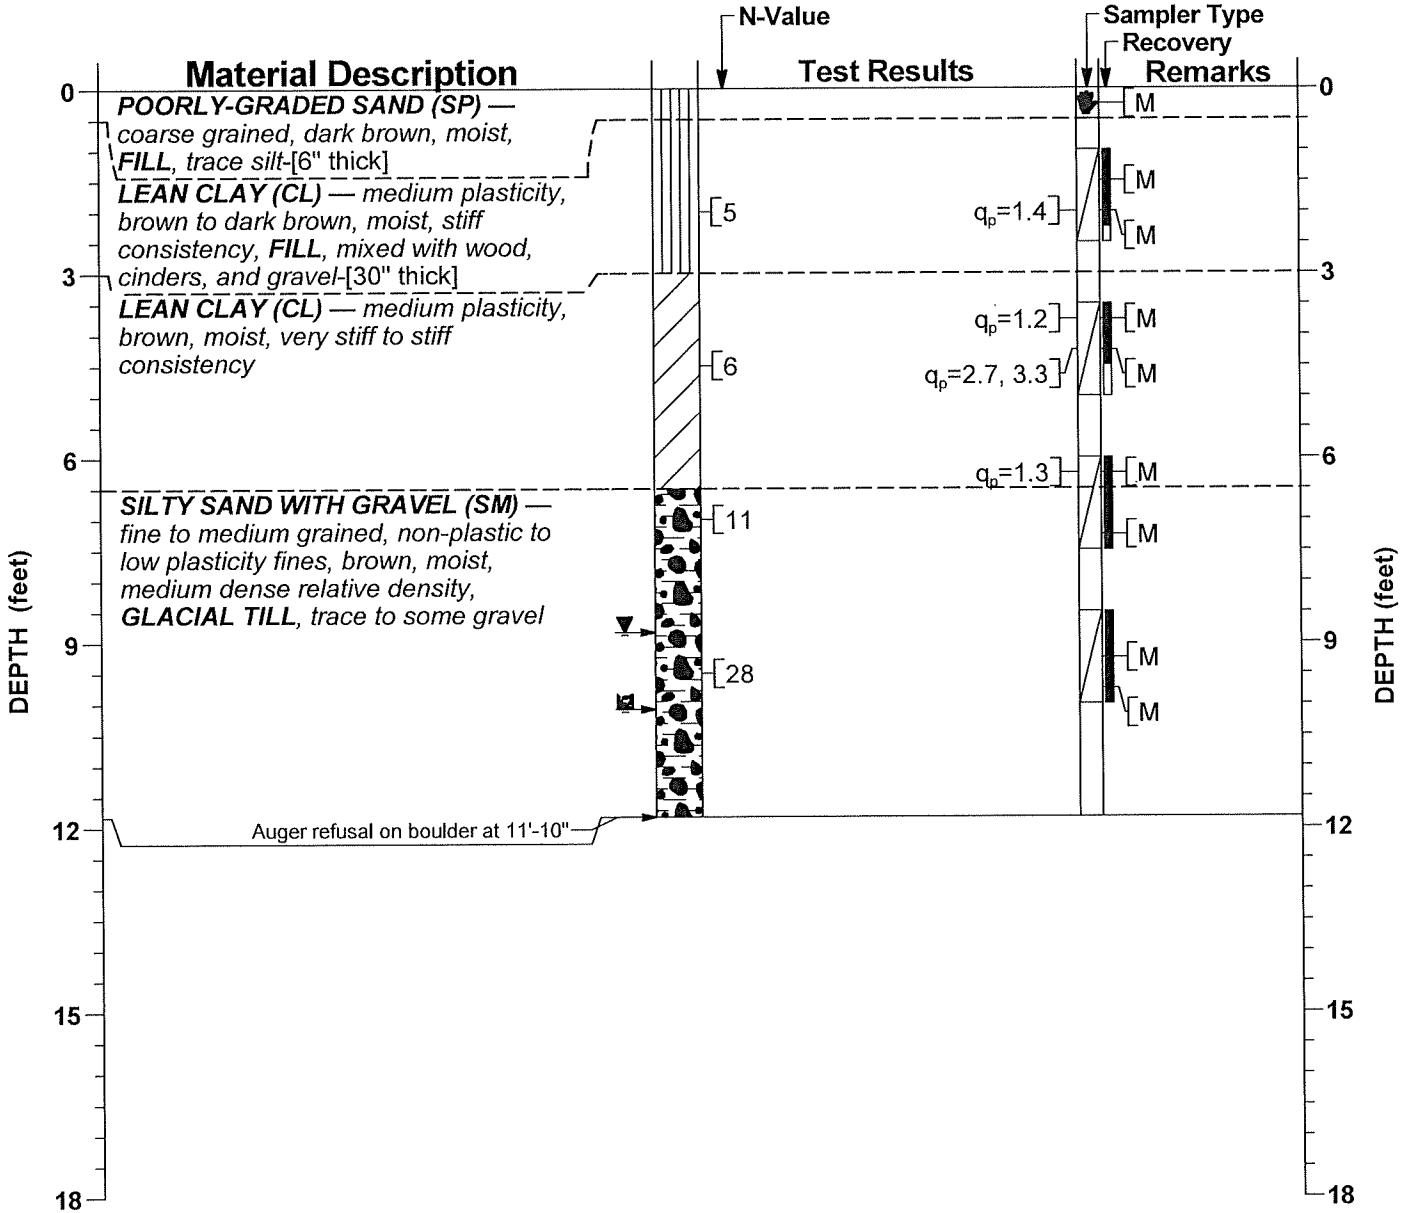 N-Value
Sampler Type
Recovery
Material Description
Test Results
Remarks
0
0
POORLY-GRADED SAND (SP) —
coarse grained, dark brown, moist,
FILL, trace silt-[6" thick]
M
LEAN CLAY (CL) — medium plasticity,
brown to dark brown, moist, stiff
consistency, FILL, mixed with wood,
cinders, and gravel-[30" thick]
5
qp=1.4
M
M
3
3
LEAN CLAY (CL) — medium plasticity,
brown, moist, very stiff to stiff
consistency
6
qp=1.2
M
qp=2.7, 3.3
M
6
6
qp=1.3
M
SILTY SAND WITH GRAVEL (SM) —
fine to medium grained, non-plastic to
low plasticity fines, brown, moist,
medium dense relative density,
GLACIAL TILL, trace to some gravel
11
M
9
9
28
M
M
DEPTH (feet)
DEPTH (feet)
12
12
Auger refusal on boulder at 11'-10"
15
15
18
18